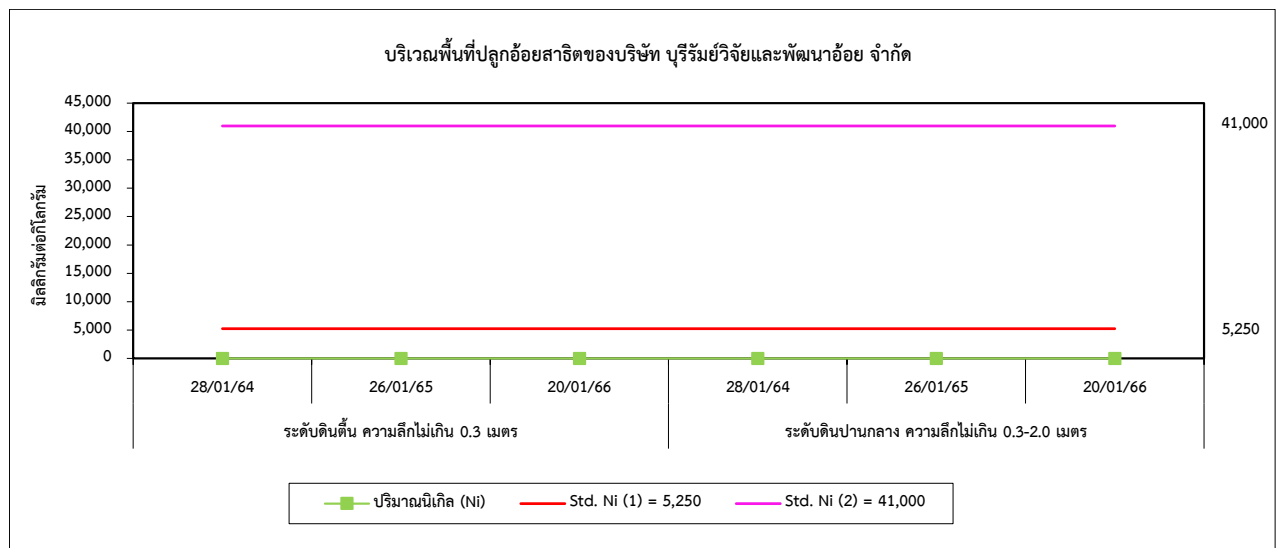 บริเวณพื้นที่ปลูกอ้อยสาธิตของบริษัท บุรีรัมย์วิจัยและพัฒนาอ้อย จำกัด
มิลลิกรัมต่อกิโลกรัม
45,000
40,000
35,000
30,000
25,000
20,000
15,000
10,000
5,000
0
41,000
5,250
28/01/64 26/01/65 20/01/66 28/01/64 26/01/65 20/01/66
ระดับดินตื้น ความลึกไม่เกิน 0.3 เมตร ระดับดินปานกลาง ความลึกไม่เกิน 0.3-2.0 เมตร
ปริมาณนิเกิล (Ni) Std. Ni (1) = 5,250 Std. Ni (2) = 41,000